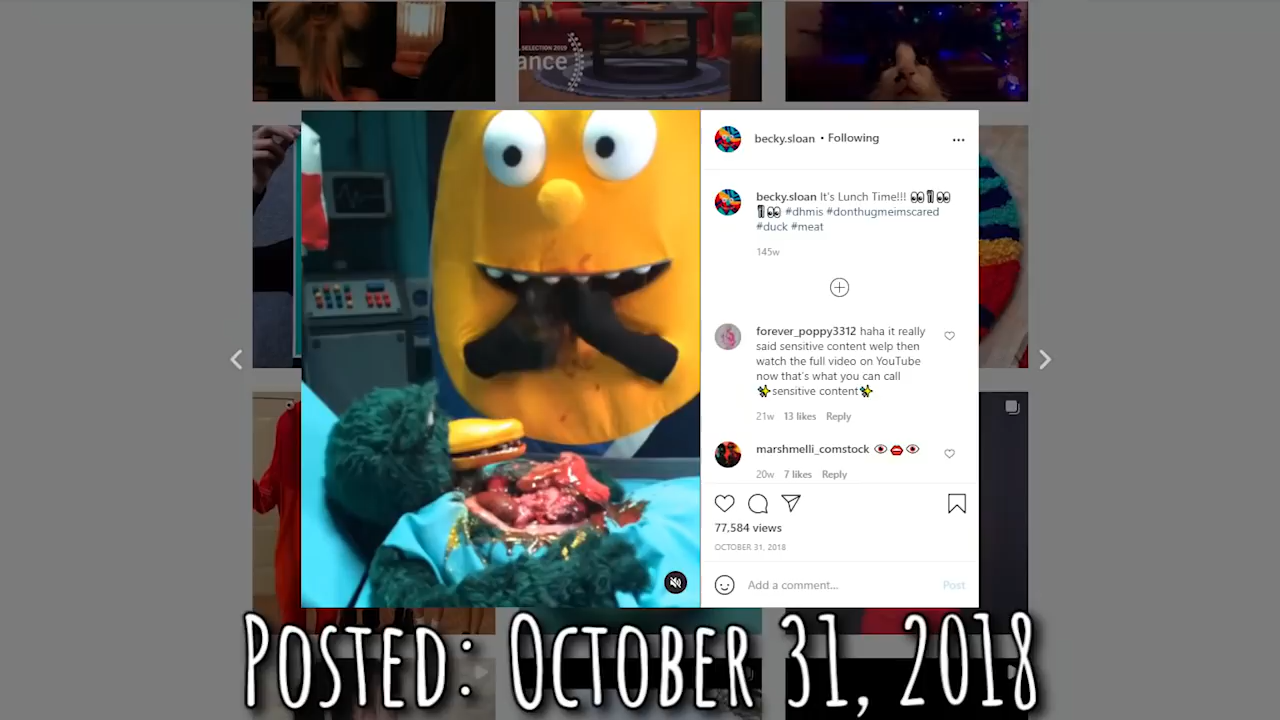 SELECTION 2019
ance
becky.sloan • Following
becky.sloan It's Lunch Time!!! 👀🍴👀
🍴👀 #dhmis #donthugmeimscared
#duck #meat
145w
forever_poppy3312 haha it really
said sensitive content welp then
watch the full video on YouTube
now that's what you can call
✨sensitive content✨
21w 13 likes Reply
marshmelli_comstock 👁👄👁
20w 7 likes Reply
77,584 views
OCTOBER 31, 2018
Add a comment... Post
POSTED: OCTOBER 31, 2018